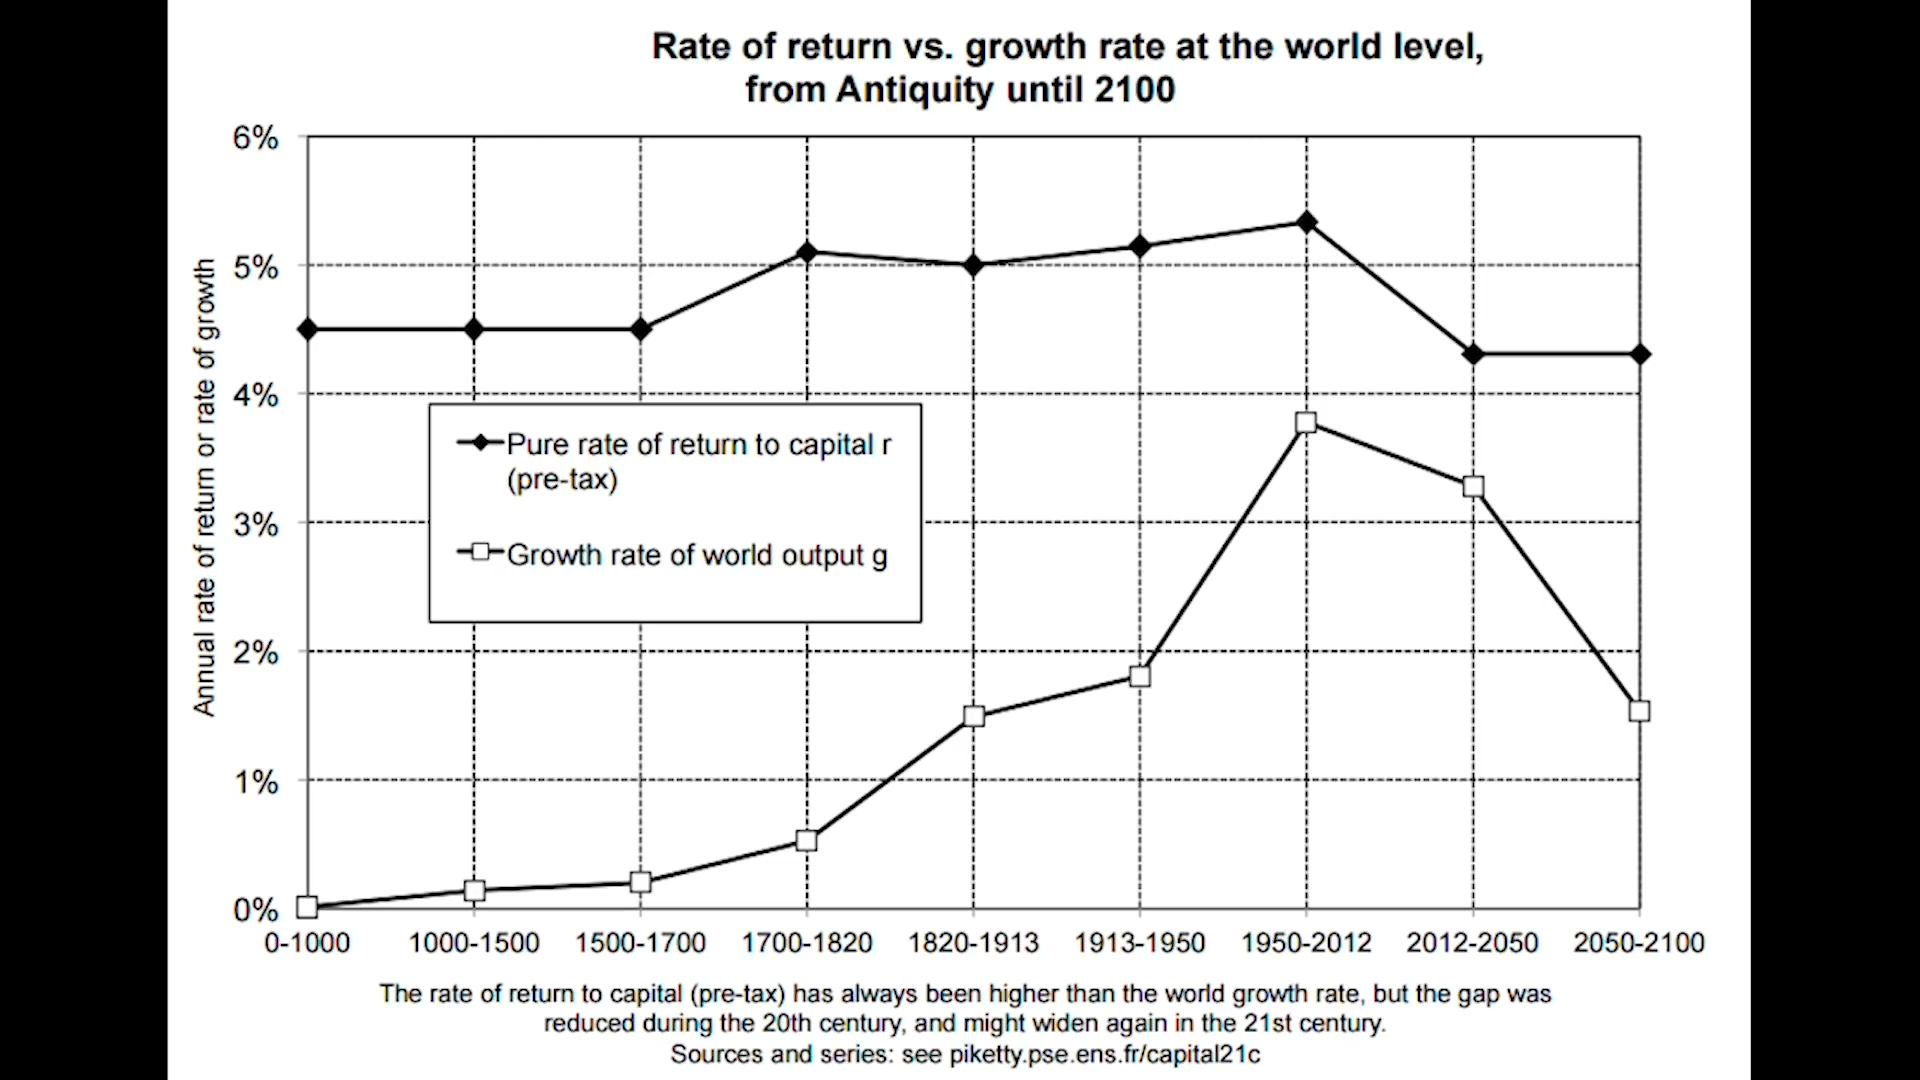 Rate of return vs. growth rate at the world level,
from Antiquity until 2100
Annual rate of return or rate of growth
6%
5%
4%
3%
2%
1%
0%
Pure rate of return to capital r
(pre-tax)
Growth rate of world output g
0-1000 1000-1500 1500-1700 1700-1820 1820-1913 1913-1950 1950-2012 2012-2050 2050-2100
The rate of return to capital (pre-tax) has always been higher than the world growth rate, but the gap was
reduced during the 20th century, and might widen again in the 21st century.
Sources and series: see piketty.pse.ens.fr/capital21c